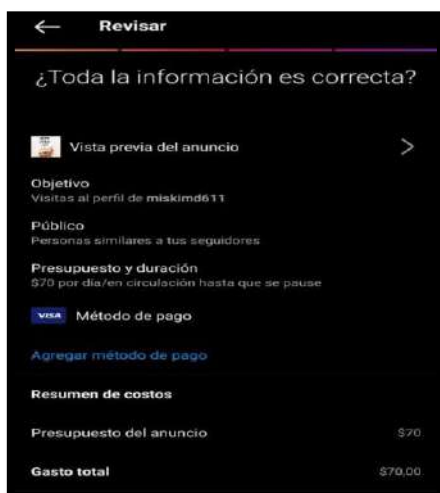 Revisar
¿Toda la información es correcta?
Vista previa del anuncio
Objetivo
Visitas al perfil de miskimd611
Público
Personas similares a tus seguidores
Presupuesto y duración
$70 por día/en circulación hasta que se pause
VISA Método de pago
Agregar método de pago
Resumen de costos
Presupuesto del anuncio $70
Gasto total $70,00